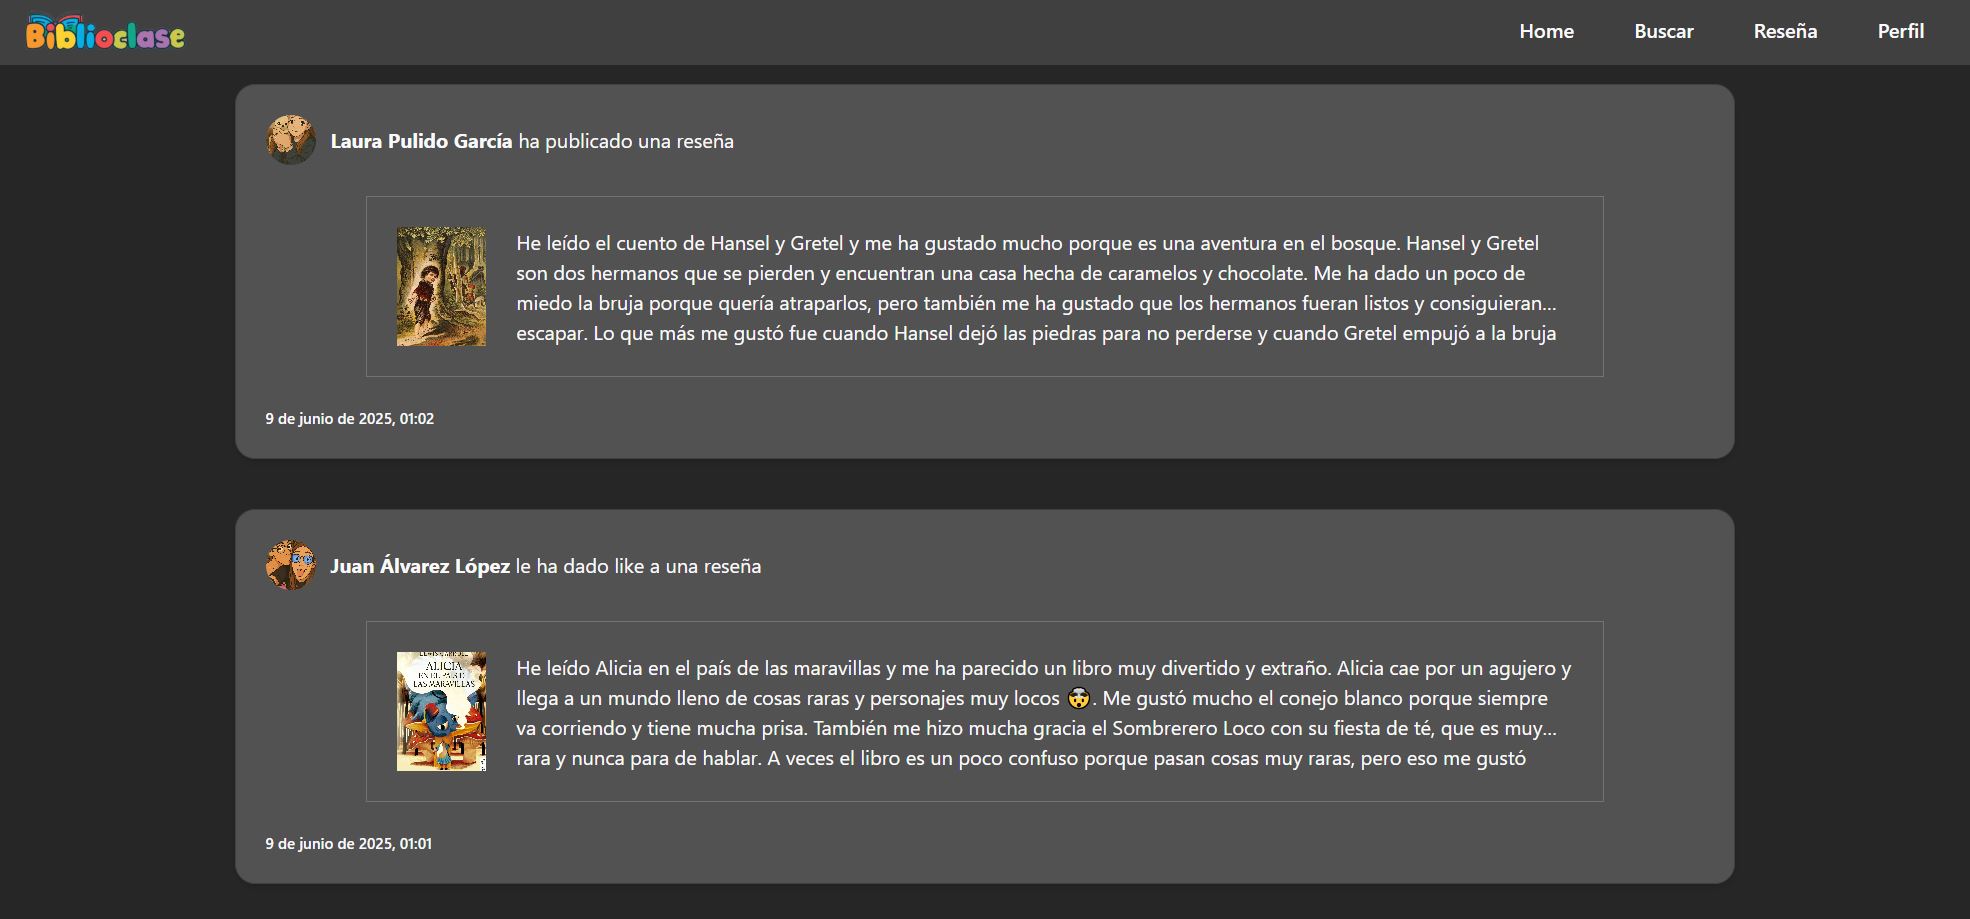 Biblioclase
Home
Buscar
Reseña
Perfil
Laura Pulido García ha publicado una reseña
He leído el cuento de Hansel y Gretel y me ha gustado mucho porque es una aventura en el bosque. Hansel y Gretel
son dos hermanos que se pierden y encuentran una casa hecha de caramelos y chocolate. Me ha dado un poco de
miedo la bruja porque quería atraparlos, pero también me ha gustado que los hermanos fueran listos y consiguieran...
escapar. Lo que más me gustó fue cuando Hansel dejó las piedras para no perderse y cuando Gretel empujó a la bruja
9 de junio de 2025, 01:02
Juan Álvarez López le ha dado like a una reseña
ALICIA
EN EL PAÍS DE
LAS MARAVILLAS
He leído Alicia en el país de las maravillas y me ha parecido un libro muy divertido y extraño. Alicia cae por un agujero y
llega a un mundo lleno de cosas raras y personajes muy locos 🤯. Me gustó mucho el conejo blanco porque siempre
va corriendo y tiene mucha prisa. También me hizo mucha gracia el Sombrerero Loco con su fiesta de té, que es muy...
rara y nunca para de hablar. A veces el libro es un poco confuso porque pasan cosas muy raras, pero eso me gustó
9 de junio de 2025, 01:01